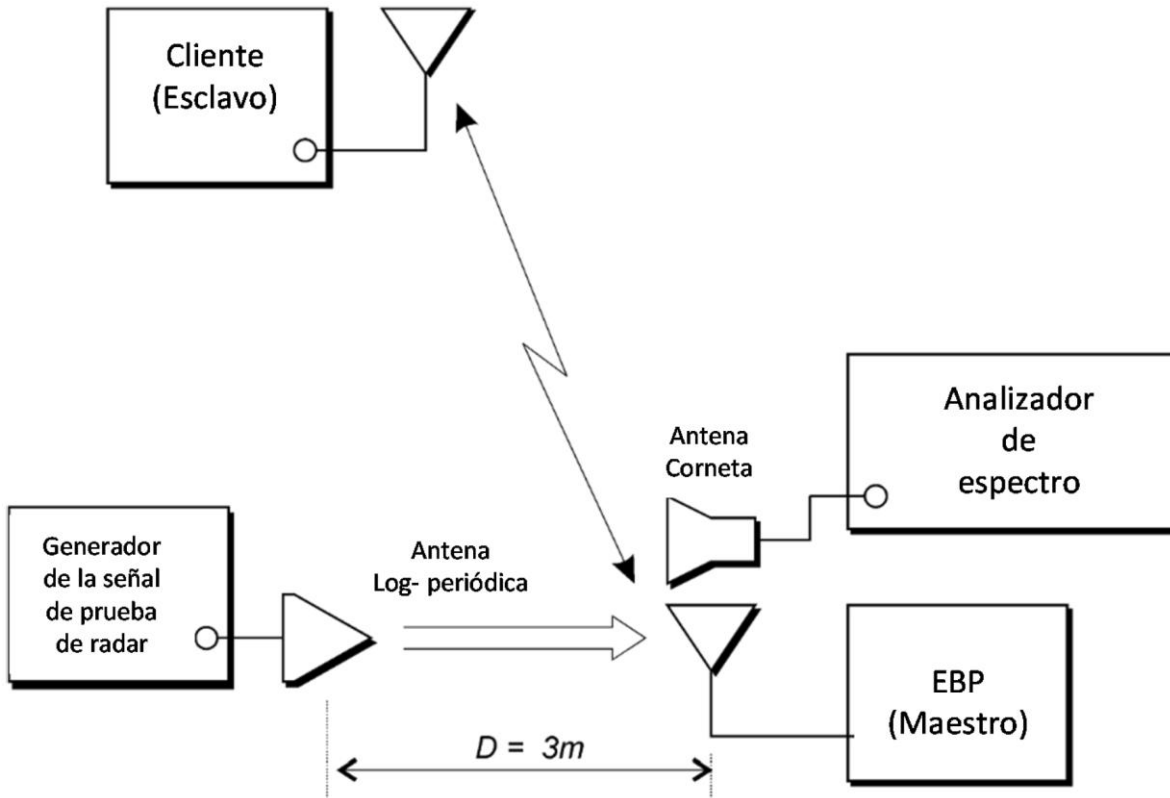 Cliente
(Esclavo)
Analizador
de
espectro
Antena
Corneta
Generador
de la señal
de prueba
de radar
Antena
Log- periódica
EBP
(Maestro)
D = 3m